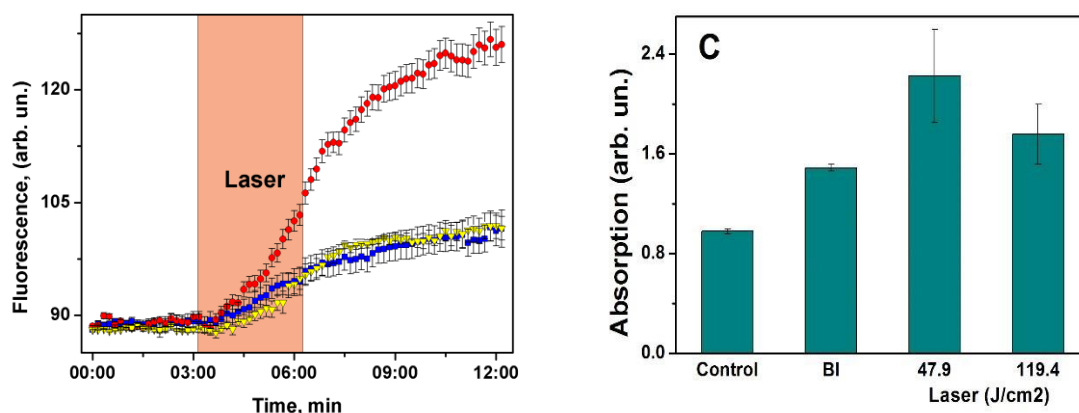 Fluorescence, (arb. un.)
120
105
90
Laser
00:00 03:00 06:00 09:00 12:00
Time, min
C
Absorption (arb. un.)
2.4
1.6
0.8
0.0
Control BI 47.9 119.4
Laser (J/cm2)